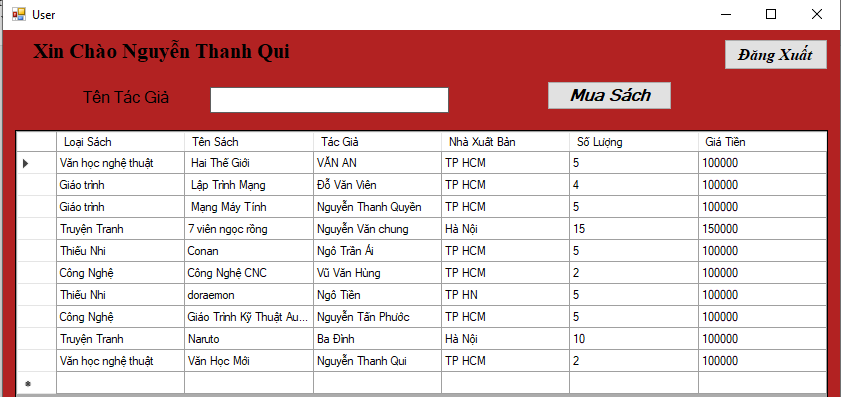 User
Xin Chào Nguyễn Thanh Qui
Đăng Xuất
Tên Tác Giả
Mua Sách
Loại Sách Tên Sách Tác Giả Nhà Xuất Bản Số Lượng Giá Tiền
Văn học nghệ thuật Hai Thế Giới VĂN AN TP HCM 5 100000
Giáo trình Lập Trình Mạng Đỗ Văn Viên TP HCM 4 100000
Giáo trình Mạng Máy Tính Nguyễn Thanh Quyền TP HCM 5 100000
Truyện Tranh 7 viên ngọc rồng Nguyễn Văn chung Hà Nội 15 150000
Thiếu Nhi Conan Ngô Trần Ái TP HCM 5 100000
Công Nghệ Công Nghệ CNC Vũ Văn Hùng TP HCM 2 100000
Thiếu Nhi doraemon Ngô Tiên TP HN 5 100000
Công Nghệ Giáo Trình Kỹ Thuật Au... Nguyễn Tấn Phước TP HCM 5 100000
Truyện Tranh Naruto Ba Đình Hà Nội 10 100000
Văn học nghệ thuật Văn Học Mới Nguyễn Thanh Qui TP HCM 2 100000